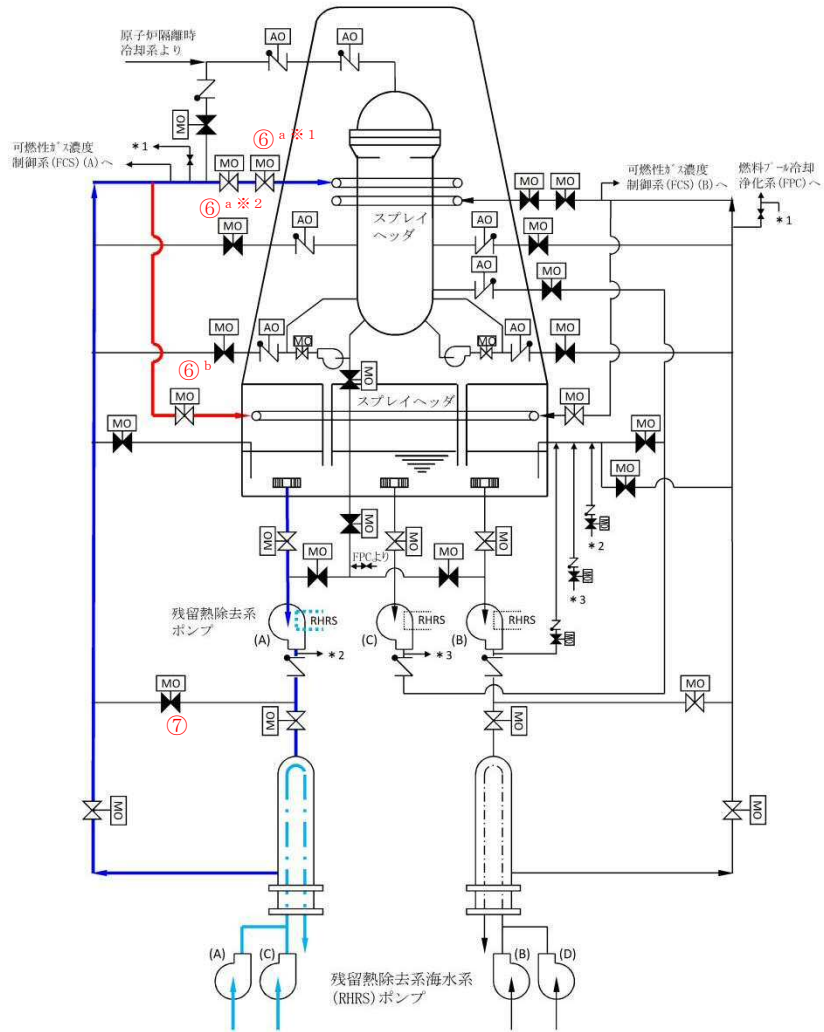 原子炉隔離時
冷却系より
AO
AO
MO
可燃性ｶﾞｽ濃度
制御系(FCS)(A)へ
＊1
⑥a※1
MO
MO
⑥a※2
可燃性ｶﾞｽ濃度
制御系(FCS)(B)へ
燃料ﾌﾟｰﾙ冷却
浄化系(FPC)へ
＊1
MO
MO
スプレイ
ヘッダ
MO
AO
AO
MO
AO
MO
MO
AO
MO
MO
AO
MO
⑥b
MO
MO
スプレイヘッダ
MO
MO
MO
MO
MO
MO
MO
MO
＊2
＊3
MO
FPCより
MO
残留熱除去系
ポンプ
(A)
RHRS
(C)
RHRS
(B)
RHRS
＊2
＊3
MO
⑦
MO
MO
MO
MO
MO
(A)
(C)
(B)
(D)
残留熱除去系海水系
(RHRS)ポンプ